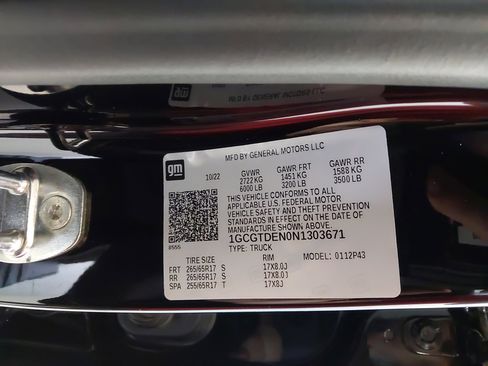 gm
MFD BY GENERAL MOTORS LLC
10/22 GVWR GAWR FRT GAWR RR
2722 KG 1451 KG 1588 KG
6000 LB 3200 LB 3500 LB
THIS VEHICLE CONFORMS TO ALL
APPLICABLE U.S. FEDERAL MOTOR
VEHICLE SAFETY AND THEFT PREVENTION
STANDARDS IN EFFECT ON THE DATE OF
MANUFACTURE SHOWN ABOVE.
1GCGTDEN0N1303671
TYPE: TRUCK
TIRE SIZE RIM MODEL: 0112P43
FRT 265/65R17 S 17X8.0J
RR 265/65R17 S 17X8.0J
SPA 255/65R17 T 17X8J